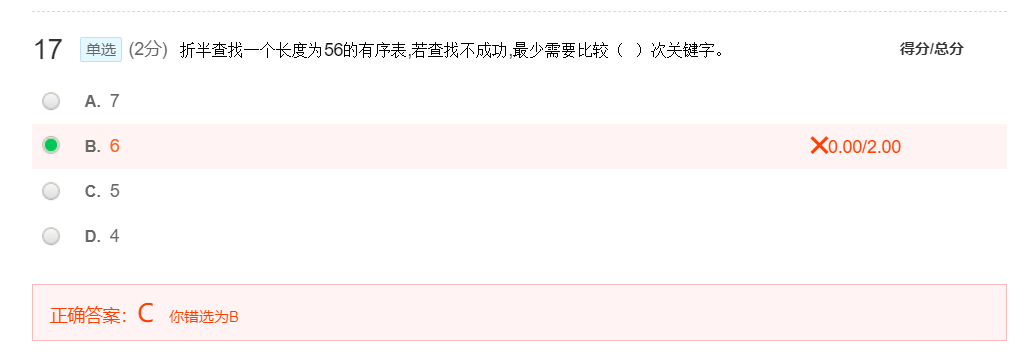 17 单选 (2分) 折半查找一个长度为56的有序表,若查找不成功,最少需要比较（ ）次关键字。 得分/总分
A. 7
B. 6 0.00/2.00
C. 5
D. 4
正确答案：C 你错选为B